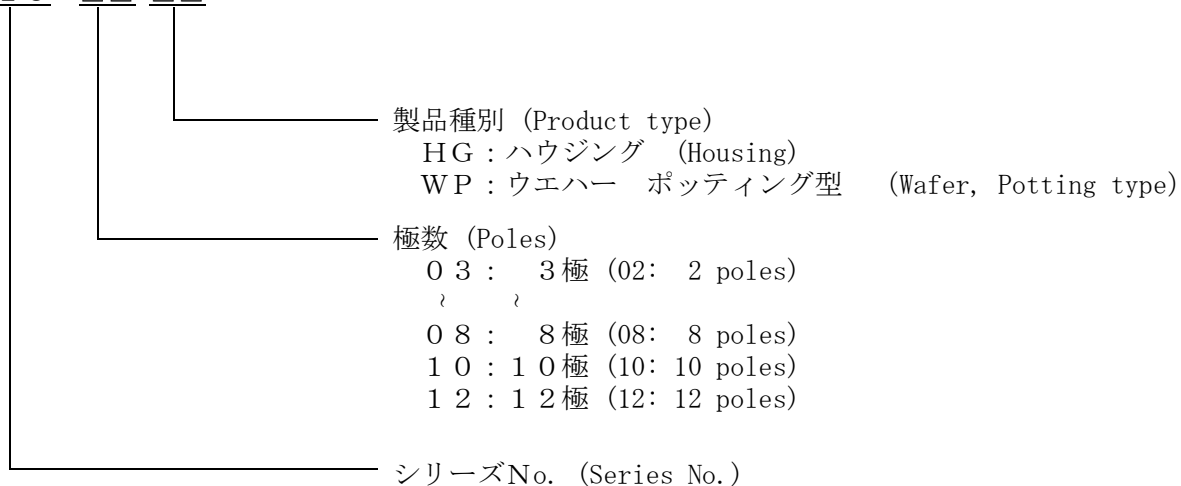 製品種別 (Product type)
HG:ハウジング (Housing)
WP:ウエハー ポッティング型 (Wafer, Potting type)
極数 (Poles)
03: 3極 (02: 2 poles)
~ ~
08: 8極 (08: 8 poles)
10:10極 (10: 10 poles)
12:12極 (12: 12 poles)
シリーズNo. (Series No.)